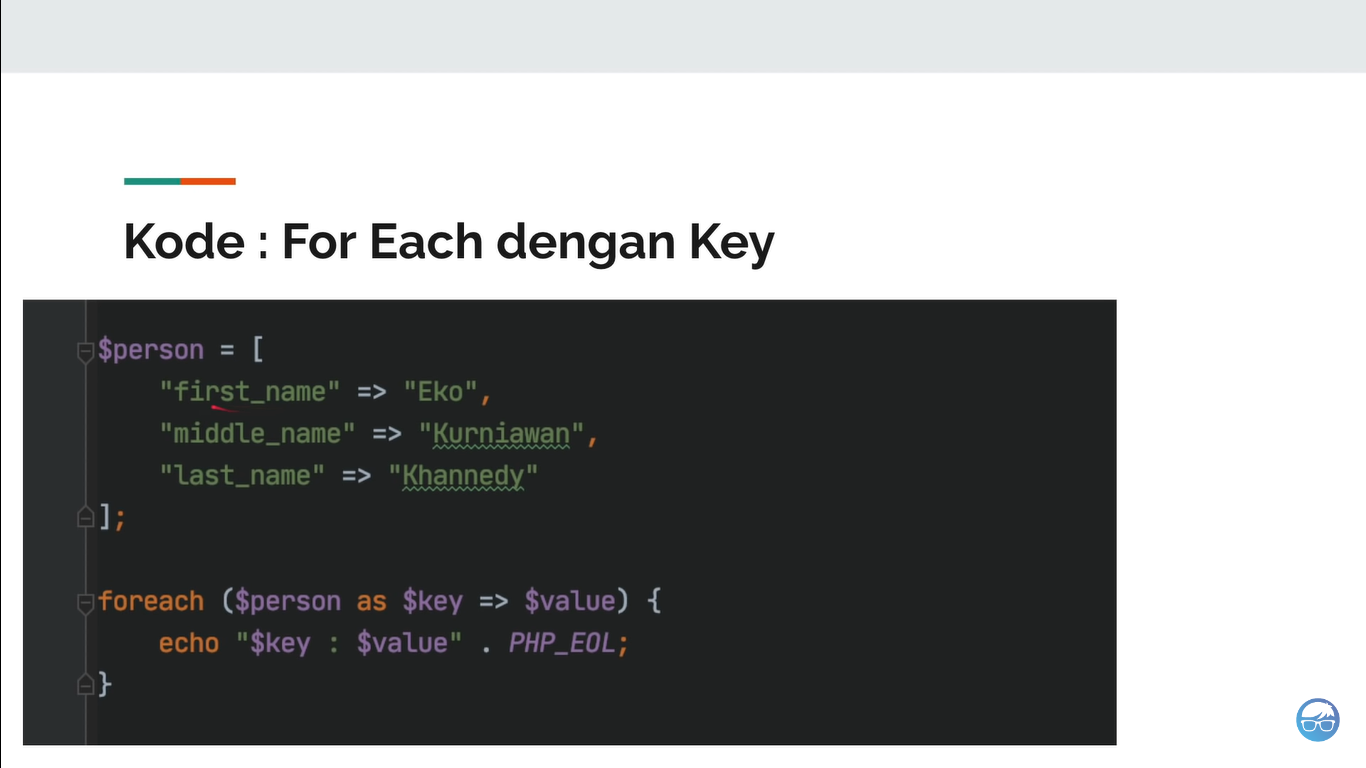 Kode : For Each dengan Key
$person = [
"first_name" => "Eko",
"middle_name" => "Kurniawan",
"last_name" => "Khannedy"
];
foreach ($person as $key => $value) {
echo "$key : $value" . PHP_EOL;
}